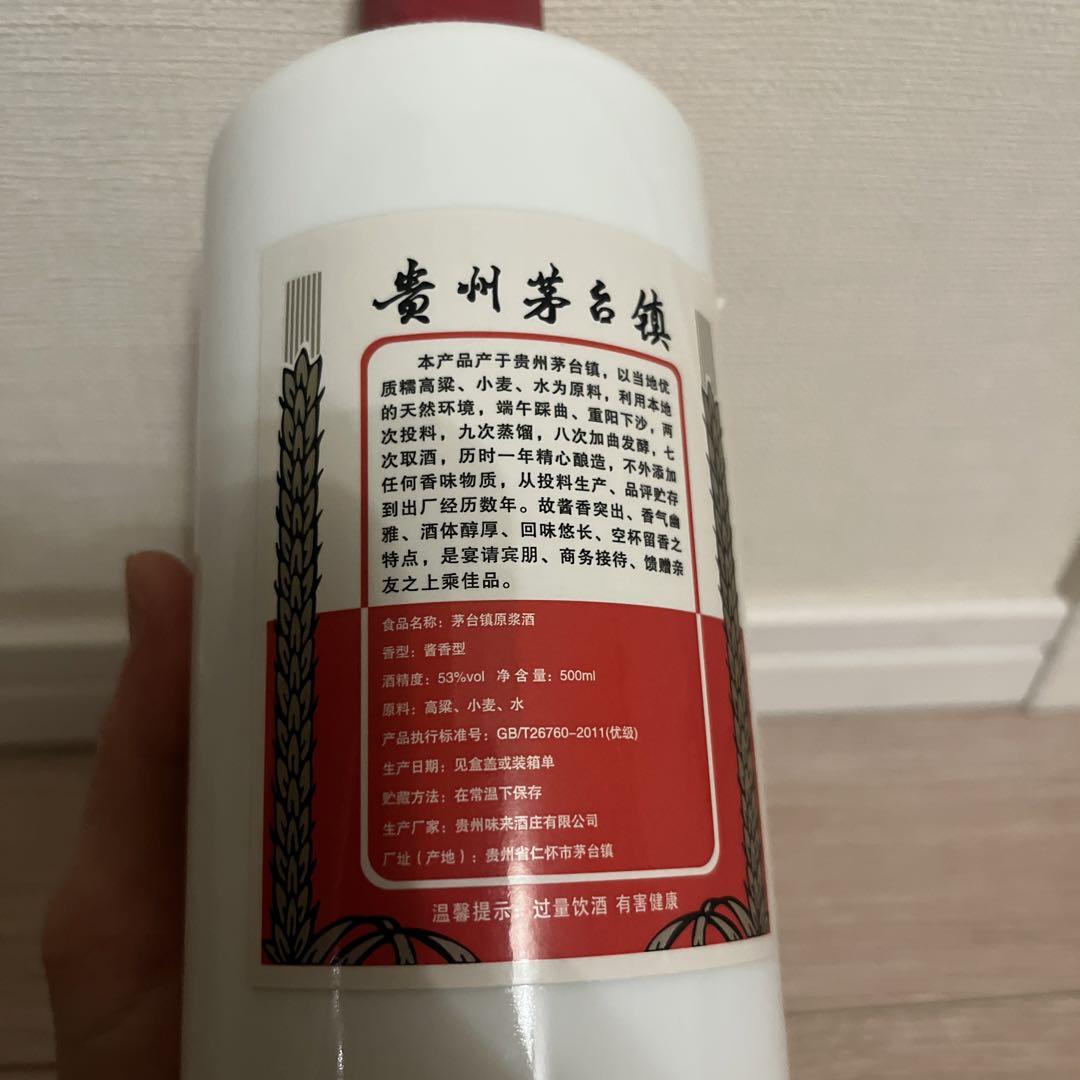 贵州茅台镇
本产品产于贵州茅台镇，以当地优
质糯高粱、小麦、水为原料，利用本地
的天然环境，端午踩曲、重阳下沙，两
次投料，九次蒸馏，八次加曲发酵，七
次取酒，历时一年精心酿造，不外添加
任何香味物质，从投料生产、品评贮存
到出厂经历数年。故酱香突出、香气幽
雅、酒体醇厚、回味悠长、空杯留香之
特点，是宴请宾朋、商务接待、馈赠亲
友之上乘佳品。
食品名称：茅台镇原浆酒
香型：酱香型
酒精度：53%vol 净含量：500ml
原料：高粱、小麦、水
产品执行标准号：GB/T26760-2011(优级)
生产日期：见盒盖或装箱单
贮藏方法：在常温下保存
生产厂家：贵州味来酒庄有限公司
厂址（产地）：贵州省仁怀市茅台镇
温馨提示：过量饮酒 有害健康